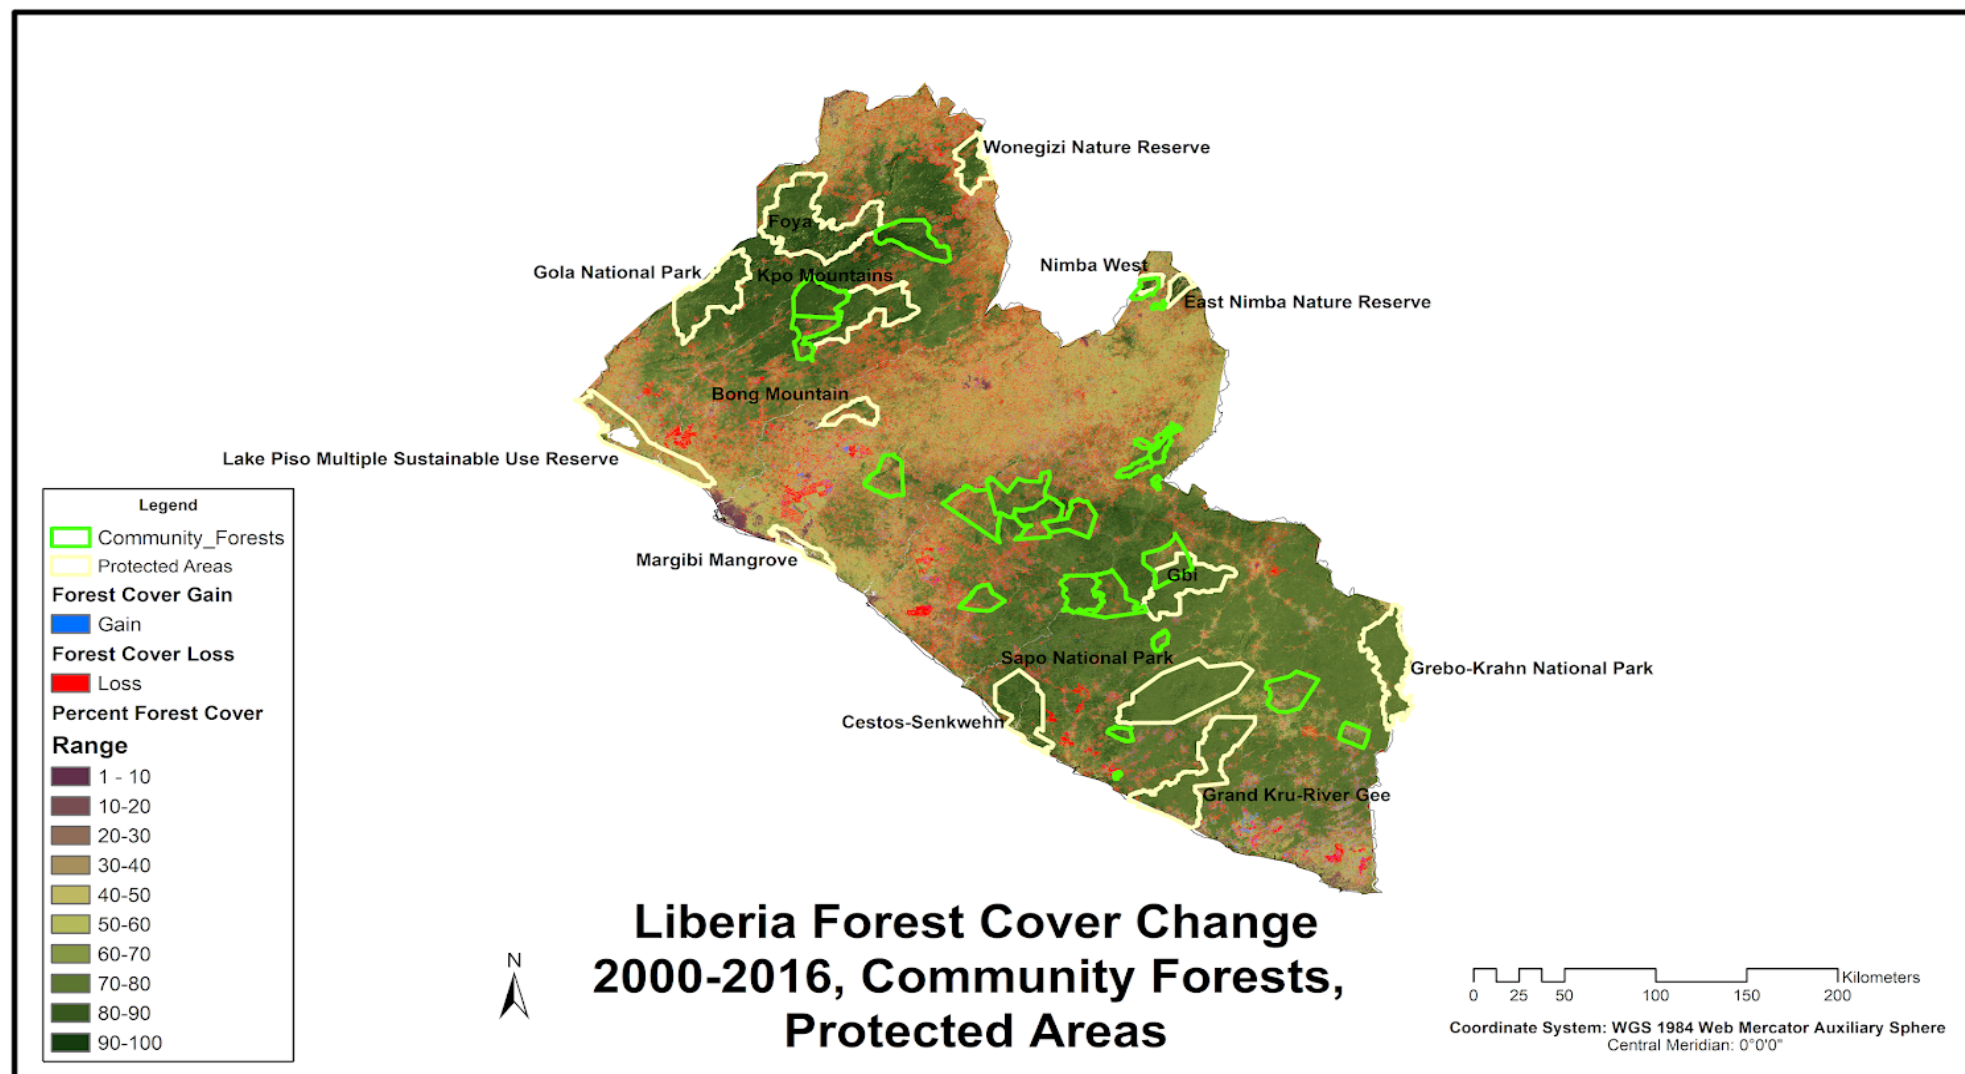 Wonegizi Nature Reserve
Foya
Nimba West
Gola National Park
Kpo Mountains
East Nimba Nature Reserve
Bong Mountain
Lake Piso Multiple Sustainable Use Reserve
Margibi Mangrove
Gbi
Sapo National Park
Grebo-Krahn National Park
Cestos-Senkwehn
Grand Kru-River Gee
Legend
Community_Forests
Protected Areas
Forest Cover Gain
Gain
Forest Cover Loss
Loss
Percent Forest Cover
Range
1 - 10
10-20
20-30
30-40
40-50
50-60
60-70
70-80
80-90
90-100
N
Liberia Forest Cover Change
2000-2016, Community Forests,
Protected Areas
Kilometers
0 25 50 100 150 200
Coordinate System: WGS 1984 Web Mercator Auxiliary Sphere
Central Meridian: 0°0'0"